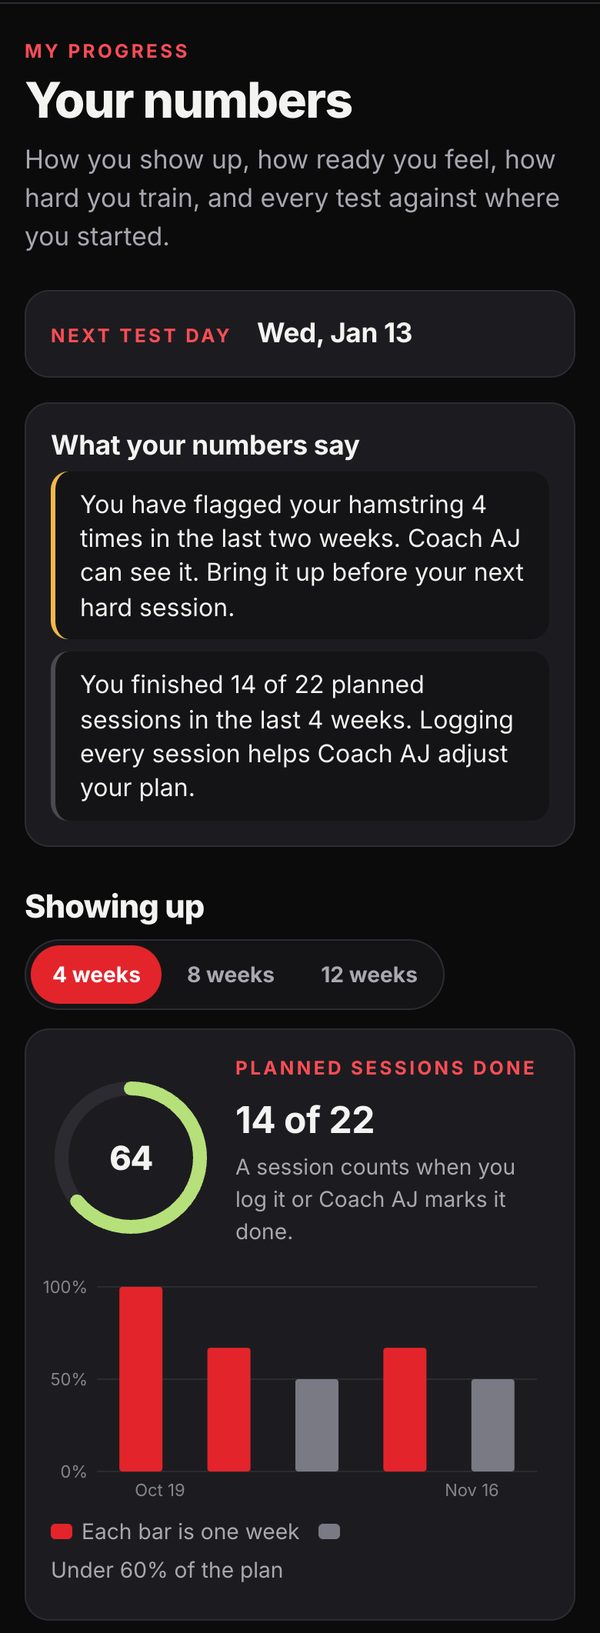 MY PROGRESS
Your numbers
How you show up, how ready you feel, how
hard you train, and every test against where
you started.
NEXT TEST DAY Wed, Jan 13
What your numbers say
You have flagged your hamstring 4
times in the last two weeks. Coach AJ
can see it. Bring it up before your next
hard session.
You finished 14 of 22 planned
sessions in the last 4 weeks. Logging
every session helps Coach AJ adjust
your plan.
Showing up
4 weeks 8 weeks 12 weeks
64
PLANNED SESSIONS DONE
14 of 22
A session counts when you
log it or Coach AJ marks it
done.
100%
50%
0%
Oct 19 Nov 16
Each bar is one week
Under 60% of the plan